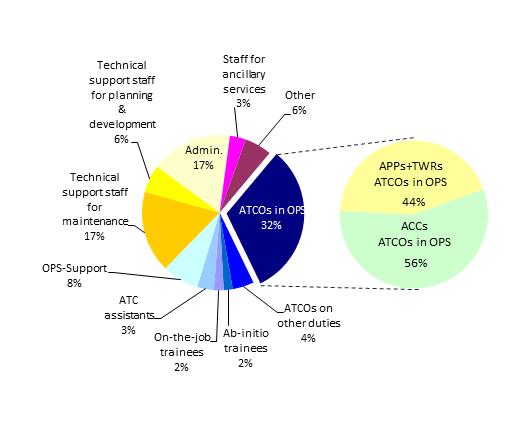 Technical
support staff
for planning
&
development
6%
Staff for
ancillary
services
3%
Other
6%
Admin.
17%
Technical
support staff
for
maintenance
17%
ATCOs in OPS
32%
APPs+TWRs
ATCOs in OPS
44%
ACCs
ATCOs in OPS
56%
OPS-Support
8%
ATC
assistants
3%
On-the-job
trainees
2%
Ab-initio
trainees
2%
ATCOs on
other duties
4%